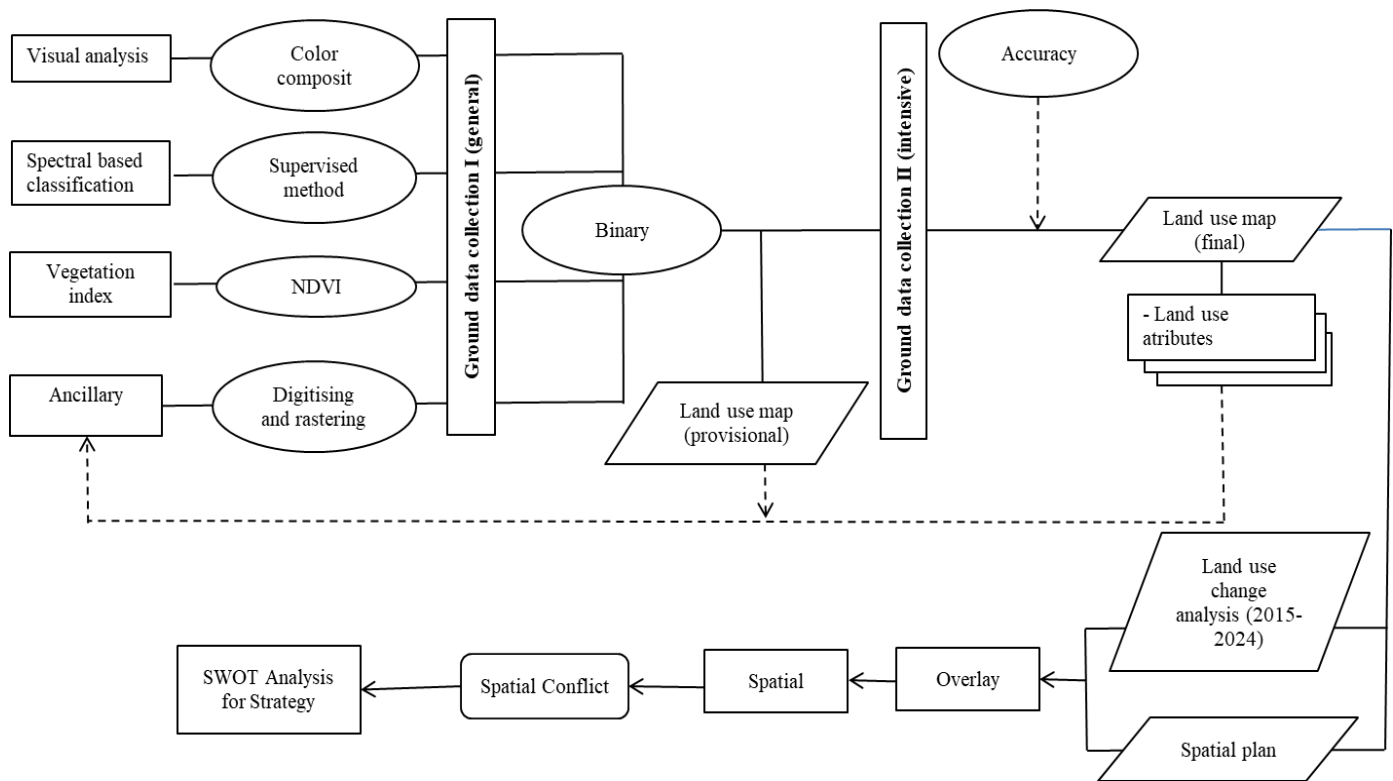 Visual analysis
Color
composit
Ground data collection I (general)
Ground data collection II (intensive)
Accuracy
Spectral based
classification
Supervised
method
Binary
Land use map
(final)
Vegetation
index
NDVI
- Land use
atributes
Ancillary
Digitising
and rastering
Land use map
(provisional)
Land use
change
analysis (2015-
2024)
SWOT Analysis
for Strategy
Spatial Conflict
Spatial
Overlay
Spatial plan